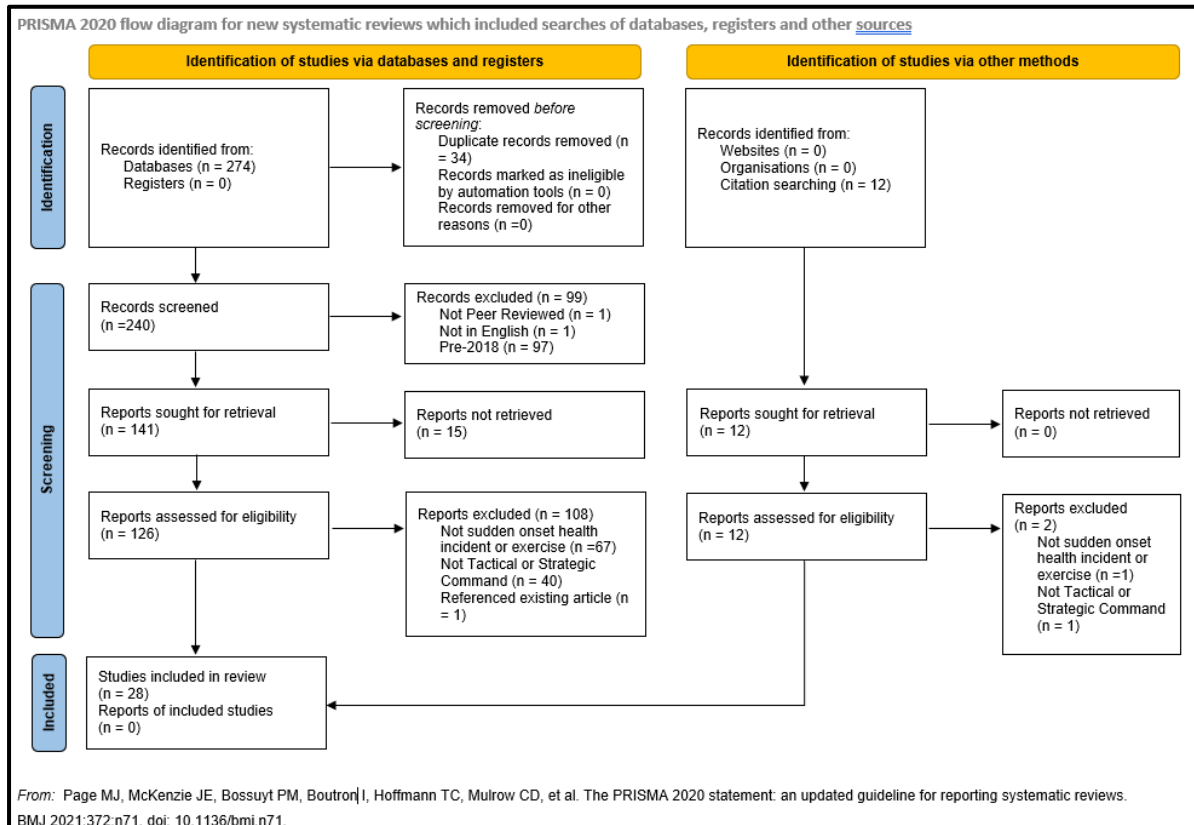 PRISMA 2020 flow diagram for new systematic reviews which included searches of databases, registers and other sources
Identification of studies via databases and registers
Identification of studies via other methods
Identification
Records identified from:
Databases (n = 274)
Registers (n = 0)
Records removed before
screening:
Duplicate records removed (n
= 34)
Records marked as ineligible
by automation tools (n = 0)
Records removed for other
reasons (n =0)
Records identified from:
Websites (n = 0)
Organisations (n = 0)
Citation searching (n = 12)
Screening
Records screened
(n =240)
Records excluded (n = 99)
Not Peer Reviewed (n = 1)
Not in English (n = 1)
Pre-2018 (n = 97)
Reports sought for retrieval
(n = 141)
Reports not retrieved
(n = 15)
Reports sought for retrieval
(n = 12)
Reports not retrieved
(n = 0)
Reports assessed for eligibility
(n = 126)
Reports excluded (n = 108)
Not sudden onset health
incident or exercise (n =67)
Not Tactical or Strategic
Command (n = 40)
Referenced existing article (n
= 1)
Reports assessed for eligibility
(n = 12)
Reports excluded
(n = 2)
Not sudden onset
health incident or
exercise (n =1)
Not Tactical or
Strategic Command
(n = 1)
Included
Studies included in review
(n = 28)
Reports of included studies
(n = 0)
From: Page MJ, McKenzie JE, Bossuyt PM, Boutron I, Hoffmann TC, Mulrow CD, et al. The PRISMA 2020 statement: an updated guideline for reporting systematic reviews.
BMJ 2021;372:n71. doi: 10.1136/bmj.n71.